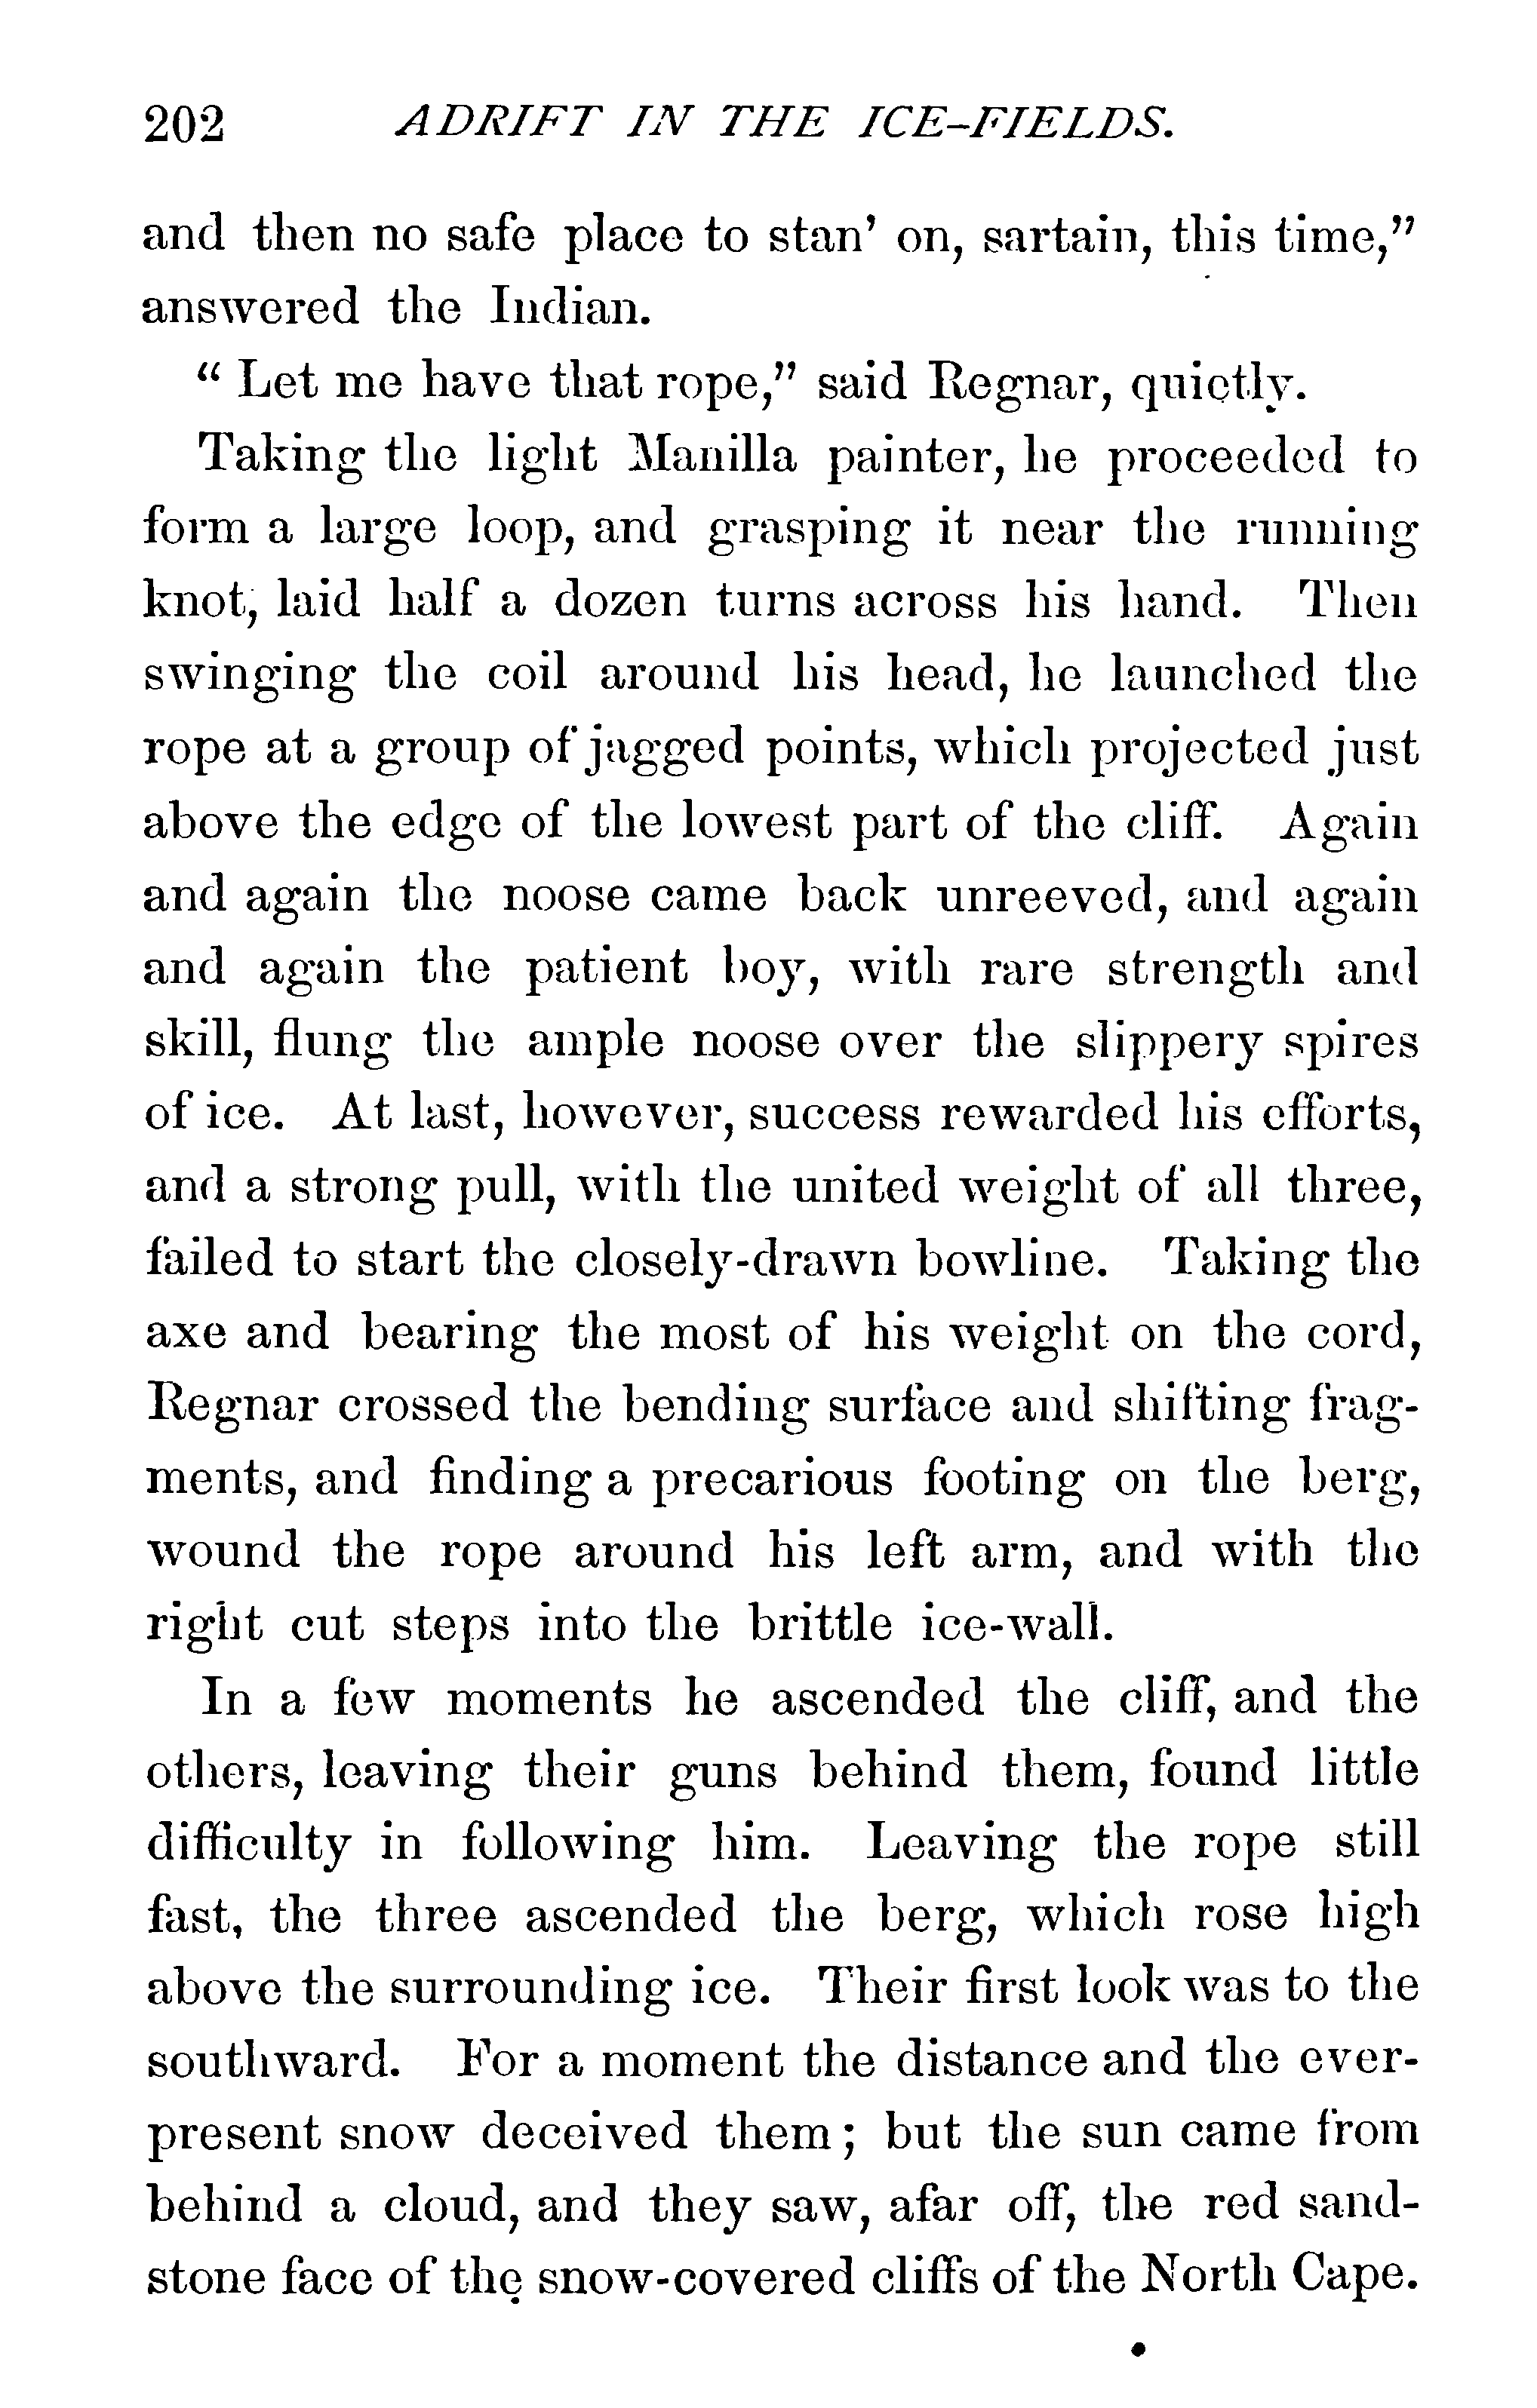 202 ADRIFT IN THE ICE-FIELDS.
and then no safe place to stan’ on, sartain, this time,”
answered the Indian.
“ Let me have that rope,” said Regnar, quietly.
Taking the light Manilla painter, he proceeded to
form a large loop, and grasping it near the running
knot, laid half a dozen turns across his hand. Then
swinging the coil around his head, he launched the
rope at a group of jagged points, which projected just
above the edge of the lowest part of the cliff. Again
and again the noose came back unreeved, and again
and again the patient boy, with rare strength and
skill, flung the ample noose over the slippery spires
of ice. At last, however, success rewarded his efforts,
and a strong pull, with the united weight of all three,
failed to start the closely-drawn bowline. Taking the
axe and bearing the most of his weight on the cord,
Regnar crossed the bending surface and shifting frag-
ments, and finding a precarious footing on the berg,
wound the rope around his left arm, and with the
right cut steps into the brittle ice-wall.
In a few moments he ascended the cliff, and the
others, leaving their guns behind them, found little
difficulty in following him. Leaving the rope still
fast, the three ascended the berg, which rose high
above the surrounding ice. Their first look was to the
southward. For a moment the distance and the ever-
present snow deceived them; but the sun came from
behind a cloud, and they saw, afar off, the red sand-
stone face of the snow-covered cliffs of the North Cape.